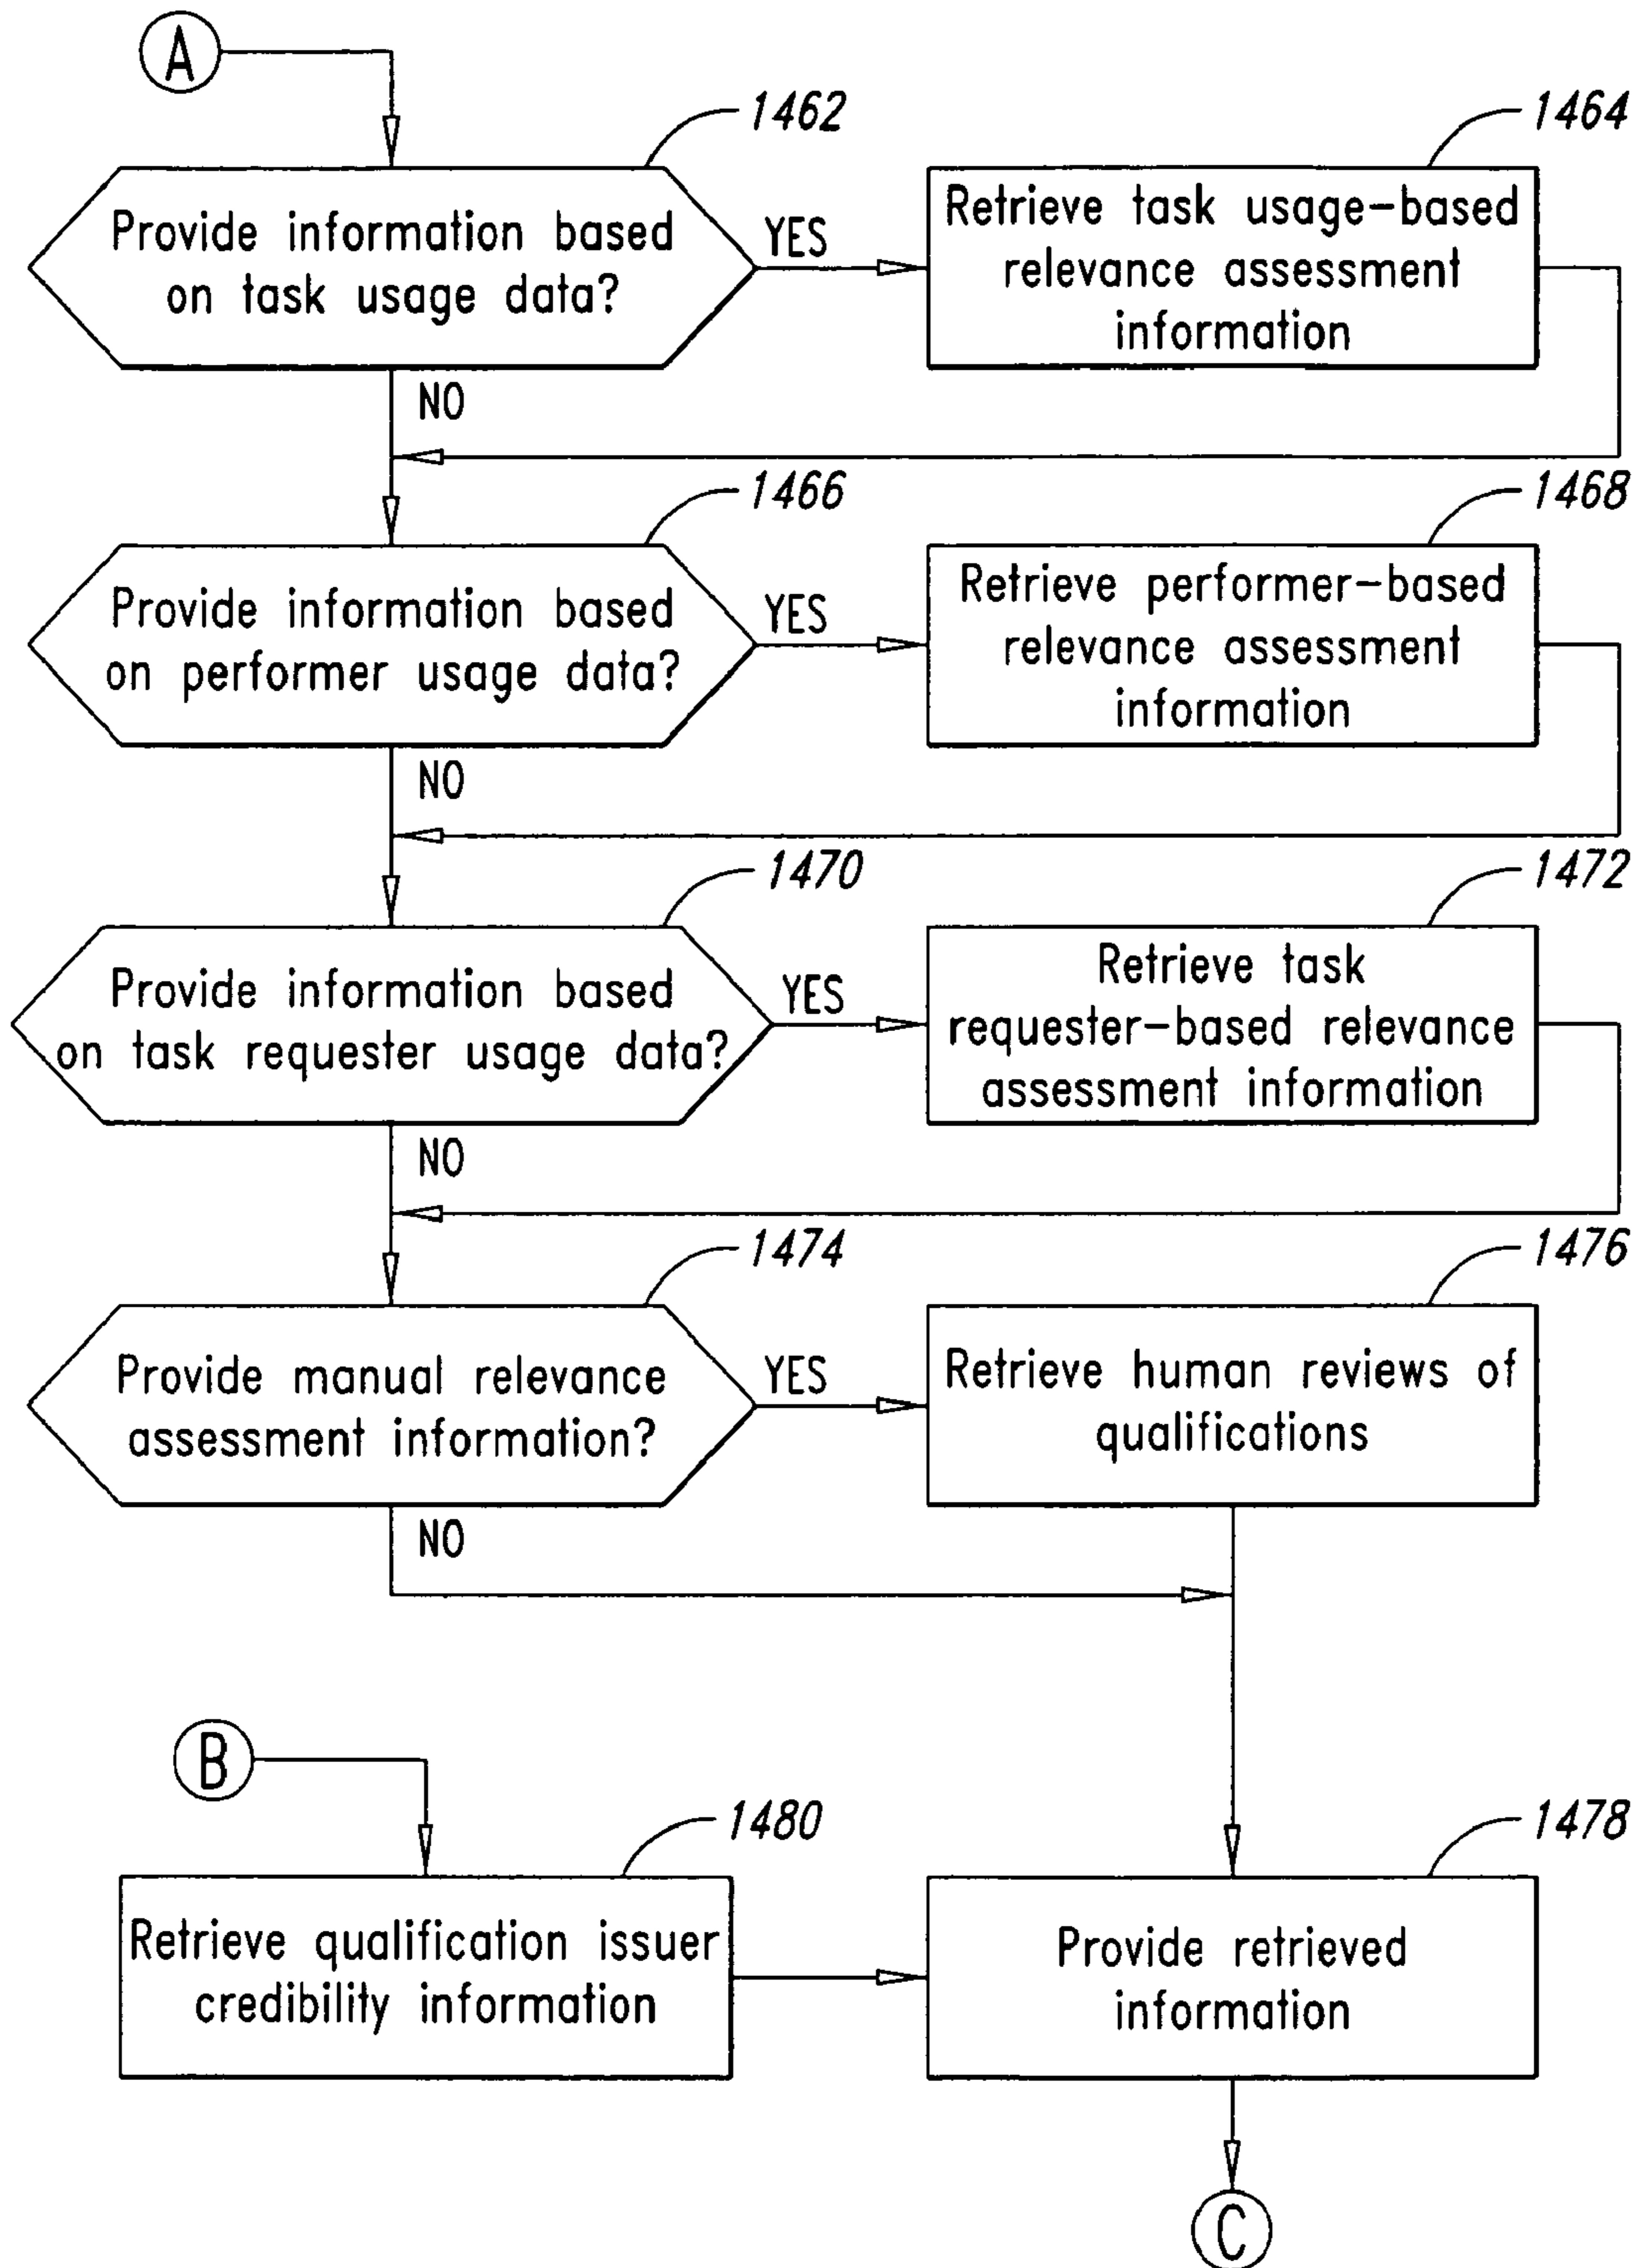 A
1462
1464
Provide information based
on task usage data?
YES
Retrieve task usage-based
relevance assessment
information
NO
1466
1468
Provide information based
on performer usage data?
YES
Retrieve performer-based
relevance assessment
information
NO
1470
1472
Provide information based
on task requester usage data?
YES
Retrieve task
requester-based relevance
assessment information
NO
1474
1476
Provide manual relevance
assessment information?
YES
Retrieve human reviews of
qualifications
NO
B
1480
1478
Retrieve qualification issuer
credibility information
Provide retrieved
information
C